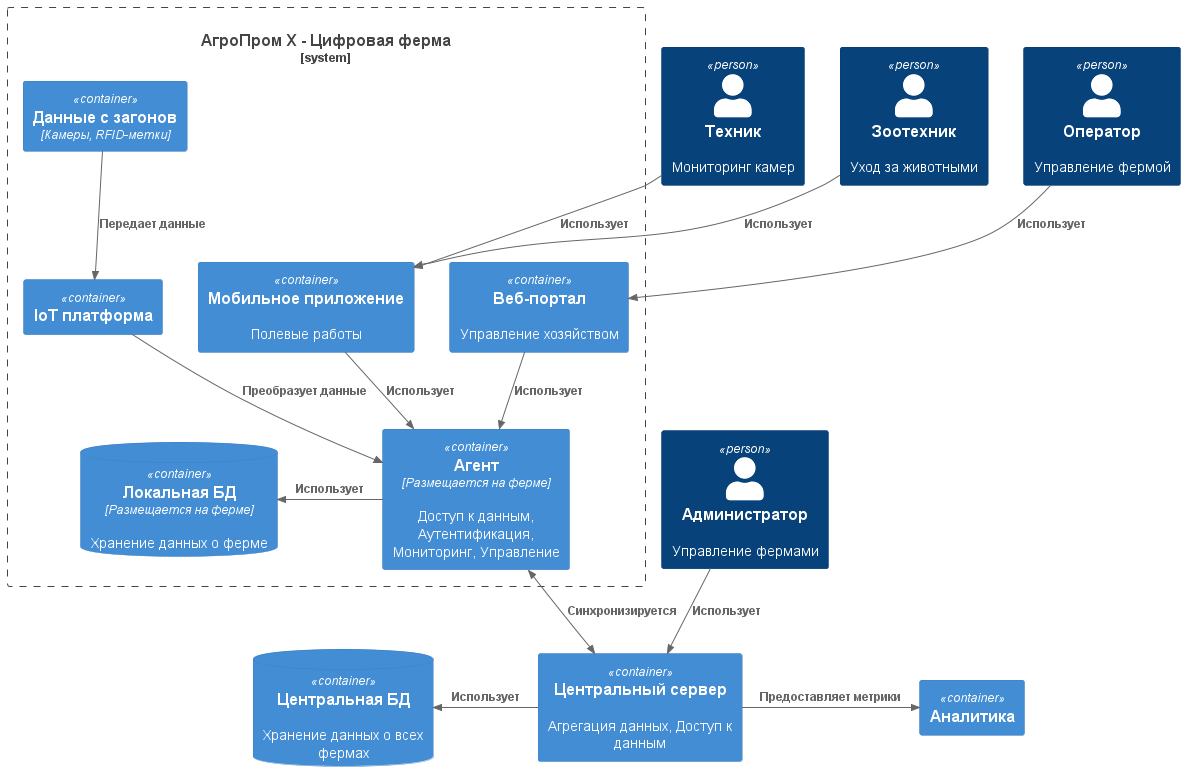 АгроПром X - Цифровая ферма
[system]
«container»
Данные с загонов
[Камеры, RFID-метки]
«person»
Техник
Мониторинг камер
«person»
Зоотехник
Уход за животными
«person»
Оператор
Управление фермой
Передает данные
Использует
Использует
Использует
«container»
IoT платформа
«container»
Мобильное приложение
Полевые работы
«container»
Веб-портал
Управление хозяйством
Преобразует данные
Использует
Использует
«container»
Локальная БД
[Размещается на ферме]
Хранение данных о ферме
Использует
«container»
Агент
[Размещается на ферме]
Доступ к данным,
Аутентификация,
Мониторинг, Управление
«person»
Администратор
Управление фермами
Синхронизируется
Использует
«container»
Центральная БД
Хранение данных о всех
фермах
Использует
«container»
Центральный сервер
Агрегация данных, Доступ к
данным
Предоставляет метрики
«container»
Аналитика